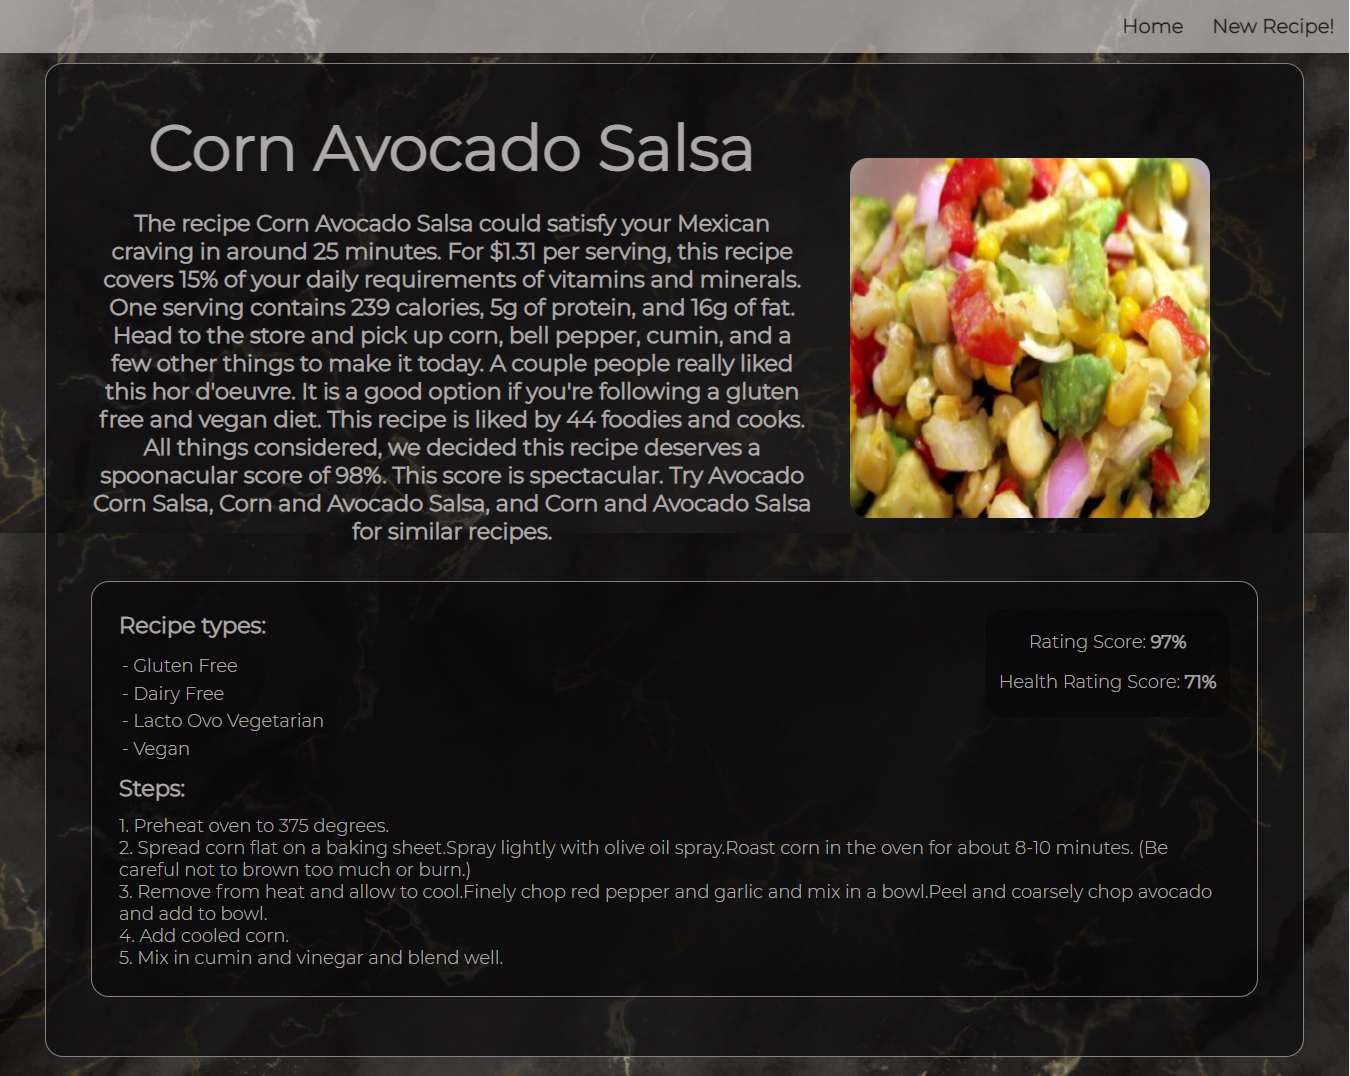 Home New Recipe!
Corn Avocado Salsa
The recipe Corn Avocado Salsa could satisfy your Mexican
craving in around 25 minutes. For $1.31 per serving, this recipe
covers 15% of your daily requirements of vitamins and minerals.
One serving contains 239 calories, 5g of protein, and 16g of fat.
Head to the store and pick up corn, bell pepper, cumin, and a
few other things to make it today. A couple people really liked
this hor d'oeuvre. It is a good option if you're following a gluten
free and vegan diet. This recipe is liked by 44 foodies and cooks.
All things considered, we decided this recipe deserves a
spoonacular score of 98%. This score is spectacular. Try Avocado
Corn Salsa, Corn and Avocado Salsa, and Corn and Avocado Salsa
for similar recipes.
Recipe types:
- Gluten Free
- Dairy Free
- Lacto Ovo Vegetarian
- Vegan
Rating Score: 97%
Health Rating Score: 71%
Steps:
1. Preheat oven to 375 degrees.
2. Spread corn flat on a baking sheet.Spray lightly with olive oil spray.Roast corn in the oven for about 8-10 minutes. (Be
careful not to brown too much or burn.)
3. Remove from heat and allow to cool.Finely chop red pepper and garlic and mix in a bowl.Peel and coarsely chop avocado
and add to bowl.
4. Add cooled corn.
5. Mix in cumin and vinegar and blend well.